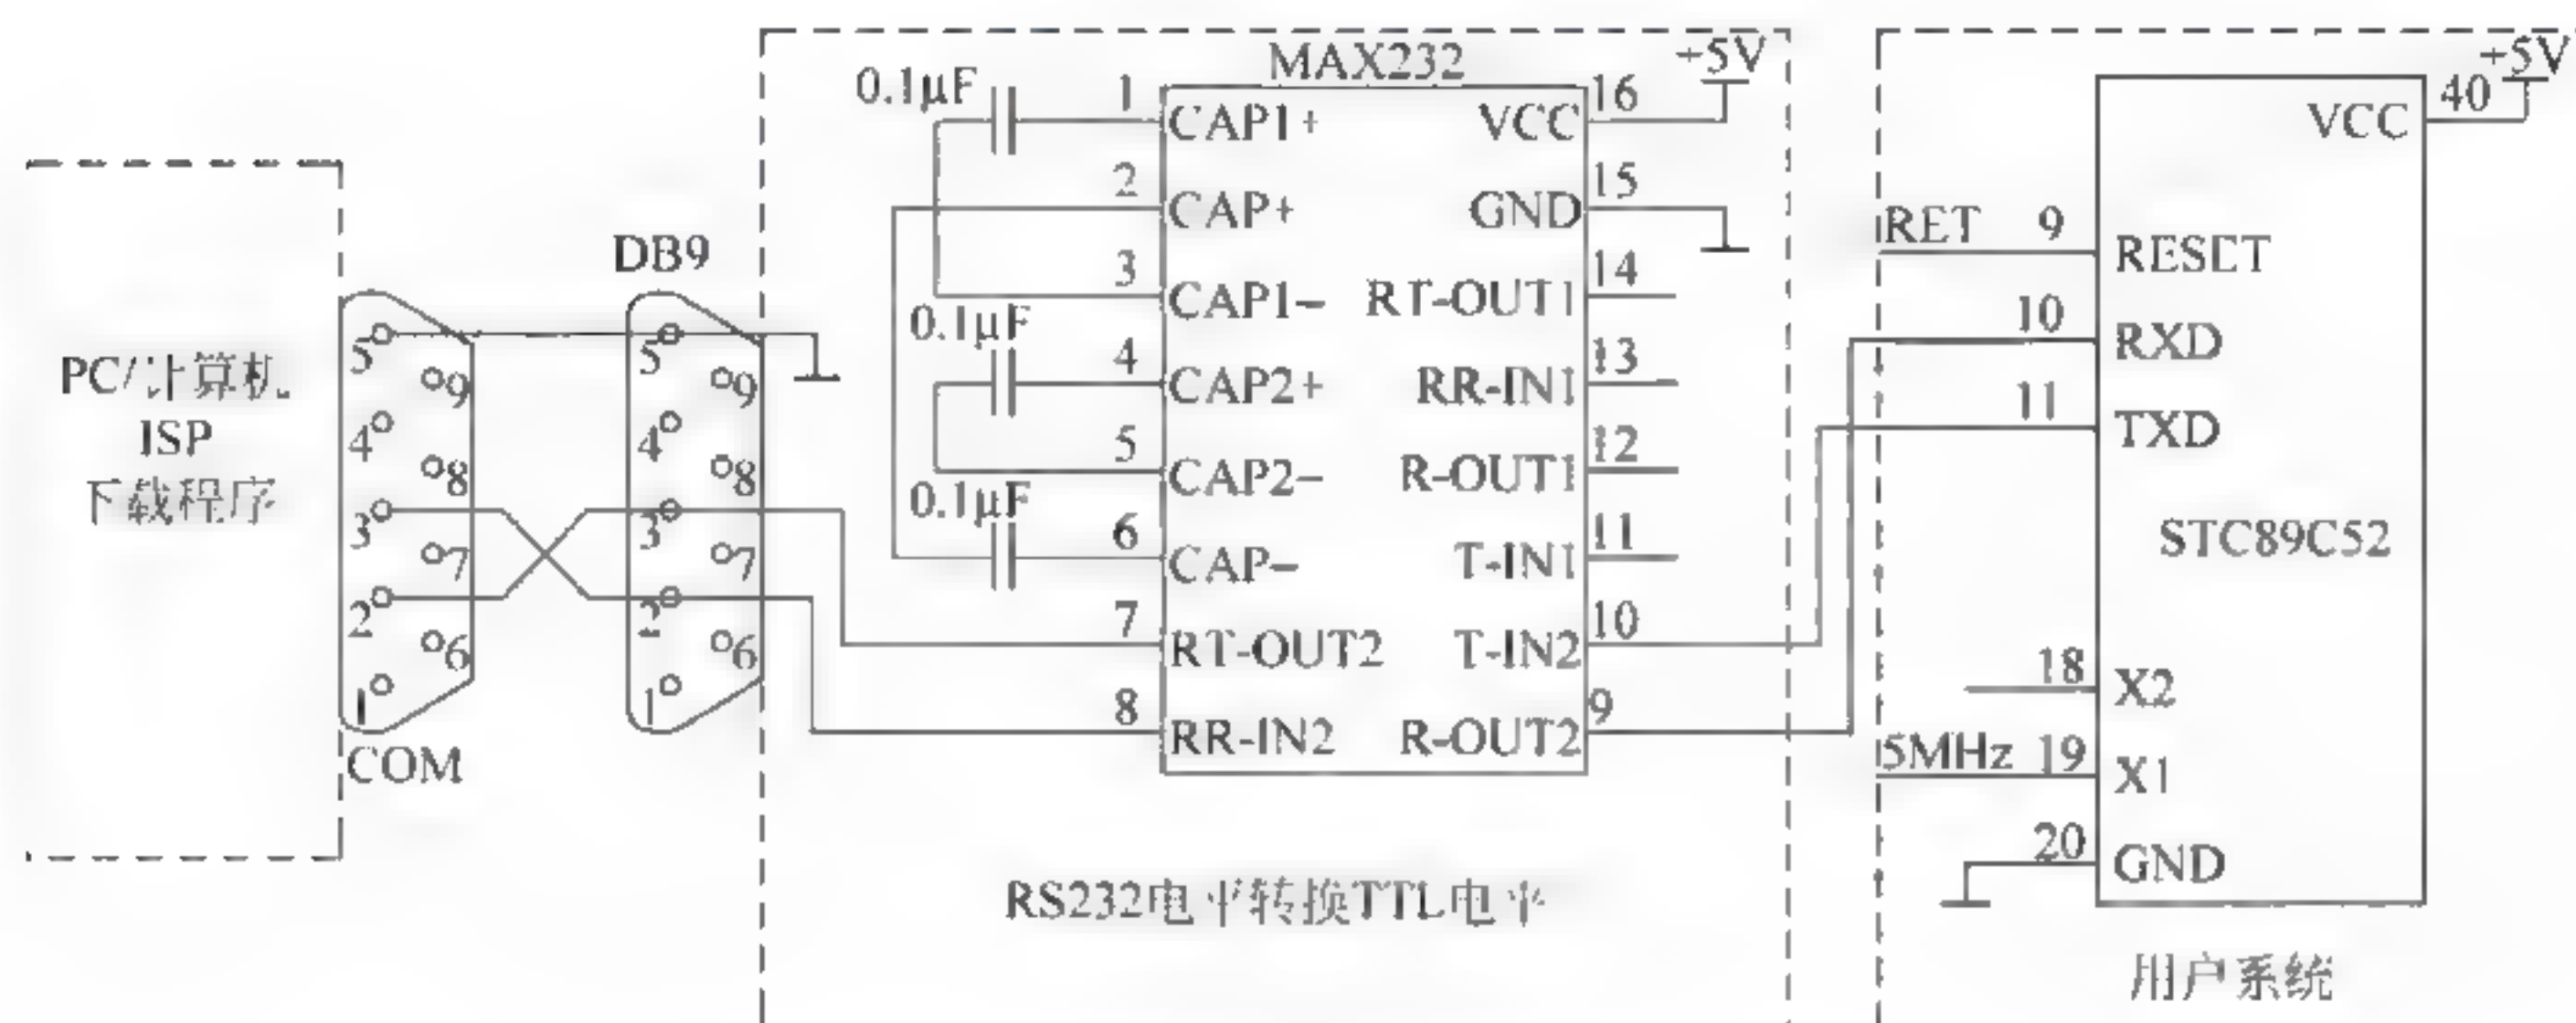 PC/计算机
ISP
下载程序
COM
5
9
4
8
3
7
2
6
1
DB9
5
9
4
8
3
7
2
6
1
MAX232
0.1μF
0.1μF
0.1μF
1 CAP1+
2 CAP+
3 CAP1-
4 CAP2+
5 CAP2-
6 CAP-
7 RT-OUT2
8 RR-IN2
+5V
VCC 16
GND 15
RT-OUT1 14
RR-IN1 13
R-OUT1 12
T-IN1 11
T-IN2 10
R-OUT2 9
RS232电平转换TTL电平
+5V
VCC 40
RET 9 RESET
10 RXD
11 TXD
STC89C52
18 X2
5MHz 19 X1
20 GND
用户系统